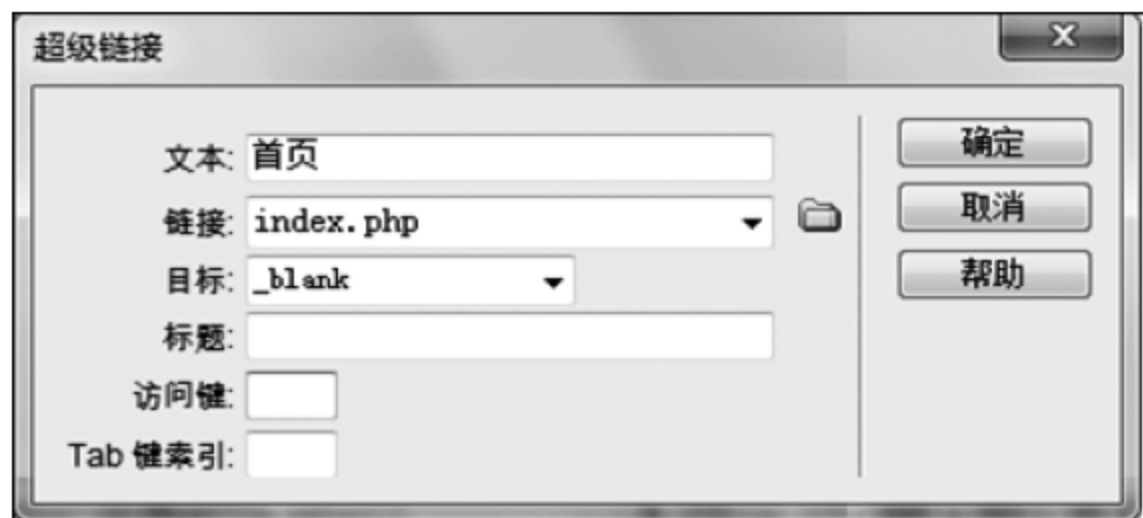 超级链接
文本: 首页
链接: index.php
目标: _blank
标题:
访问键:
Tab 键索引:
确定
取消
帮助